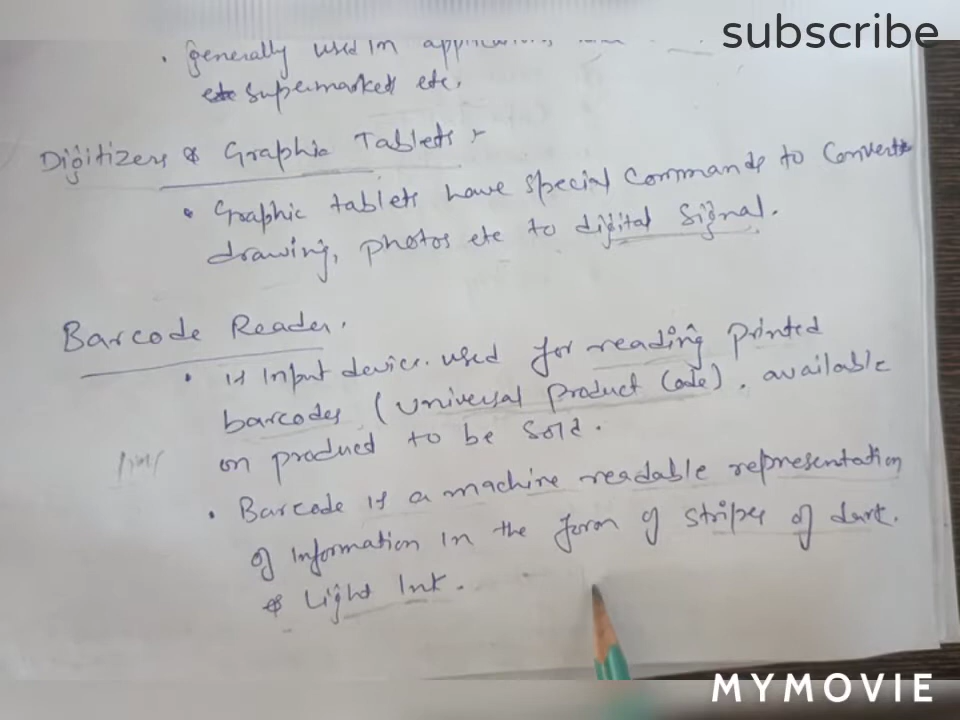 subscribe
• Generally used in
etc supermarket etc.
Digitizers & Graphic Tablets :-
• Graphic tablets have special commands to convert
drawing, photos etc to digital signal.
Barcode Reader.
• is input device used for reading printed
barcodes (Universal Product Code), available
on product to be sold.
• Barcode is a machine readable representation
of information in the form of stripes of dark.
& Light Ink.
MYMOVIE